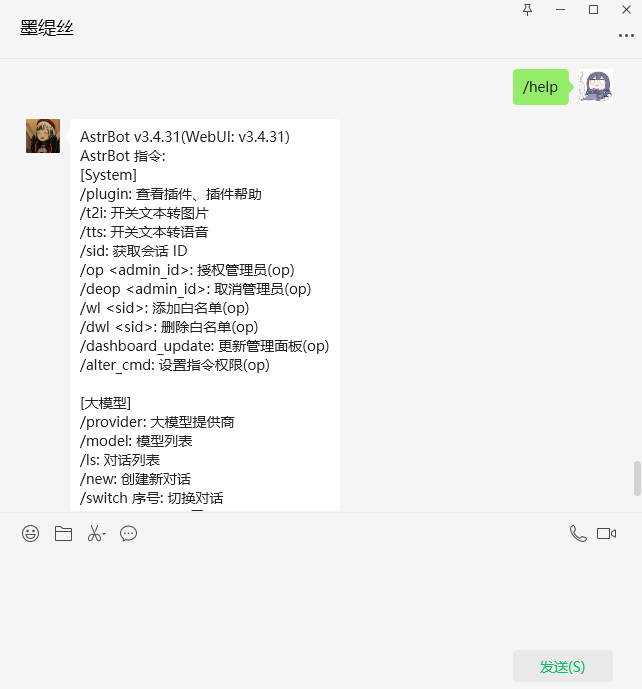 墨缇丝
/help
AstrBot v3.4.31(WebUI: v3.4.31)
AstrBot 指令:
[System]
/plugin: 查看插件、插件帮助
/t2i: 开关文本转图片
/tts: 开关文本转语音
/sid: 获取会话 ID
/op <admin_id>: 授权管理员(op)
/deop <admin_id>: 取消管理员(op)
/wl <sid>: 添加白名单(op)
/dwl <sid>: 删除白名单(op)
/dashboard_update: 更新管理面板(op)
/alter_cmd: 设置指令权限(op)
[大模型]
/provider: 大模型提供商
/model: 模型列表
/ls: 对话列表
/new: 创建新对话
/switch 序号: 切换对话
发送(S)